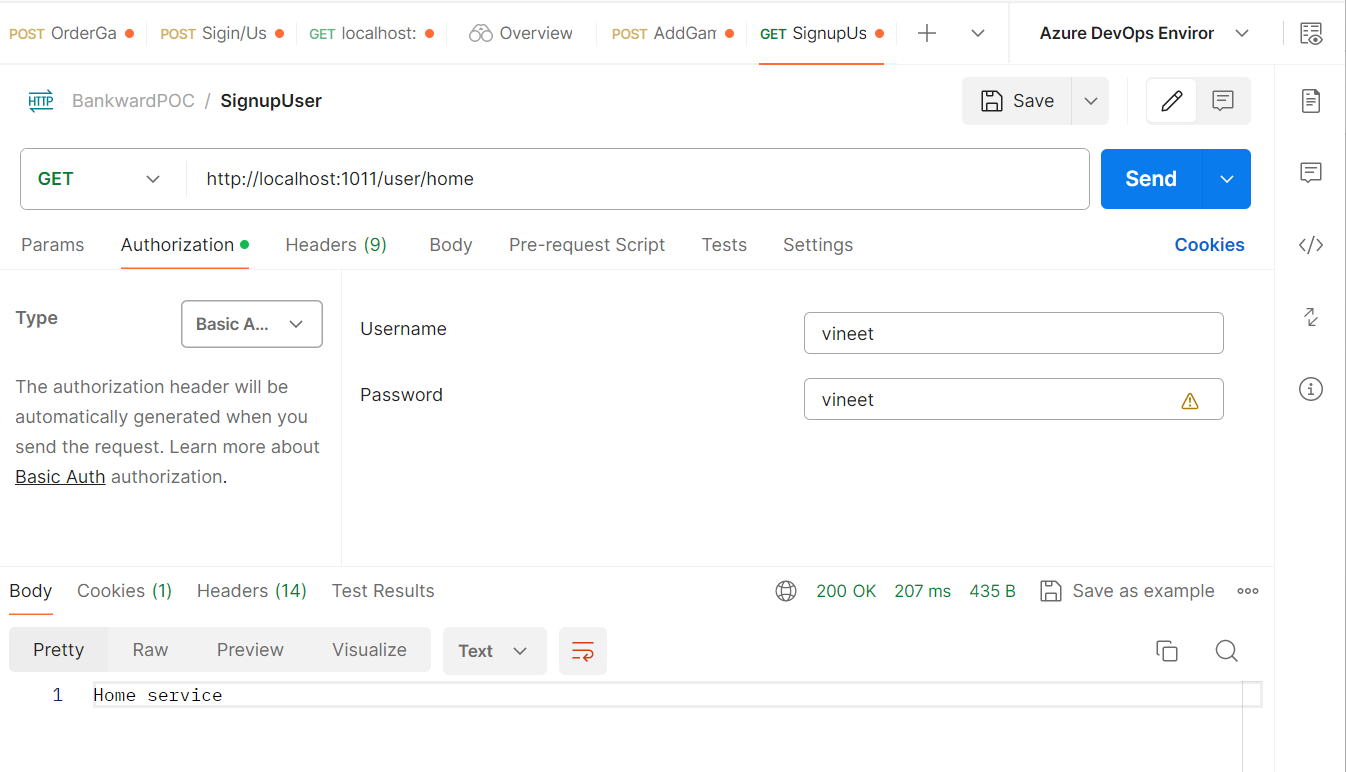 POST OrderGa POST Sigin/Us GET localhost: Overview POST AddGam GET SignupUs Azure DevOps Enviror
HTTP BankwardPOC / SignupUser Save
GET http://localhost:1011/user/home Send
Params Authorization Headers (9) Body Pre-request Script Tests Settings Cookies
Type Basic A...
The authorization header will be
automatically generated when you
send the request. Learn more about
Basic Auth authorization.
Username vineet
Password vineet
Body Cookies (1) Headers (14) Test Results 200 OK 207 ms 435 B Save as example
Pretty Raw Preview Visualize Text
1 Home service